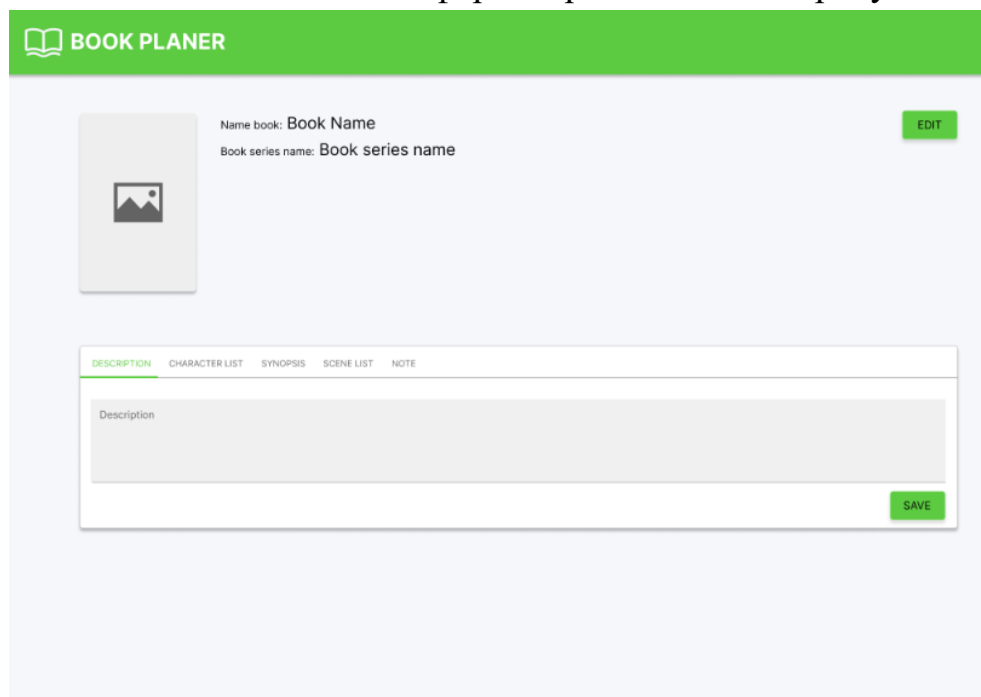 BOOK PLANER
Name book: Book Name
EDIT
Book series name: Book series name
DESCRIPTION CHARACTER LIST SYNOPSIS SCENE LIST NOTE
Description
SAVE